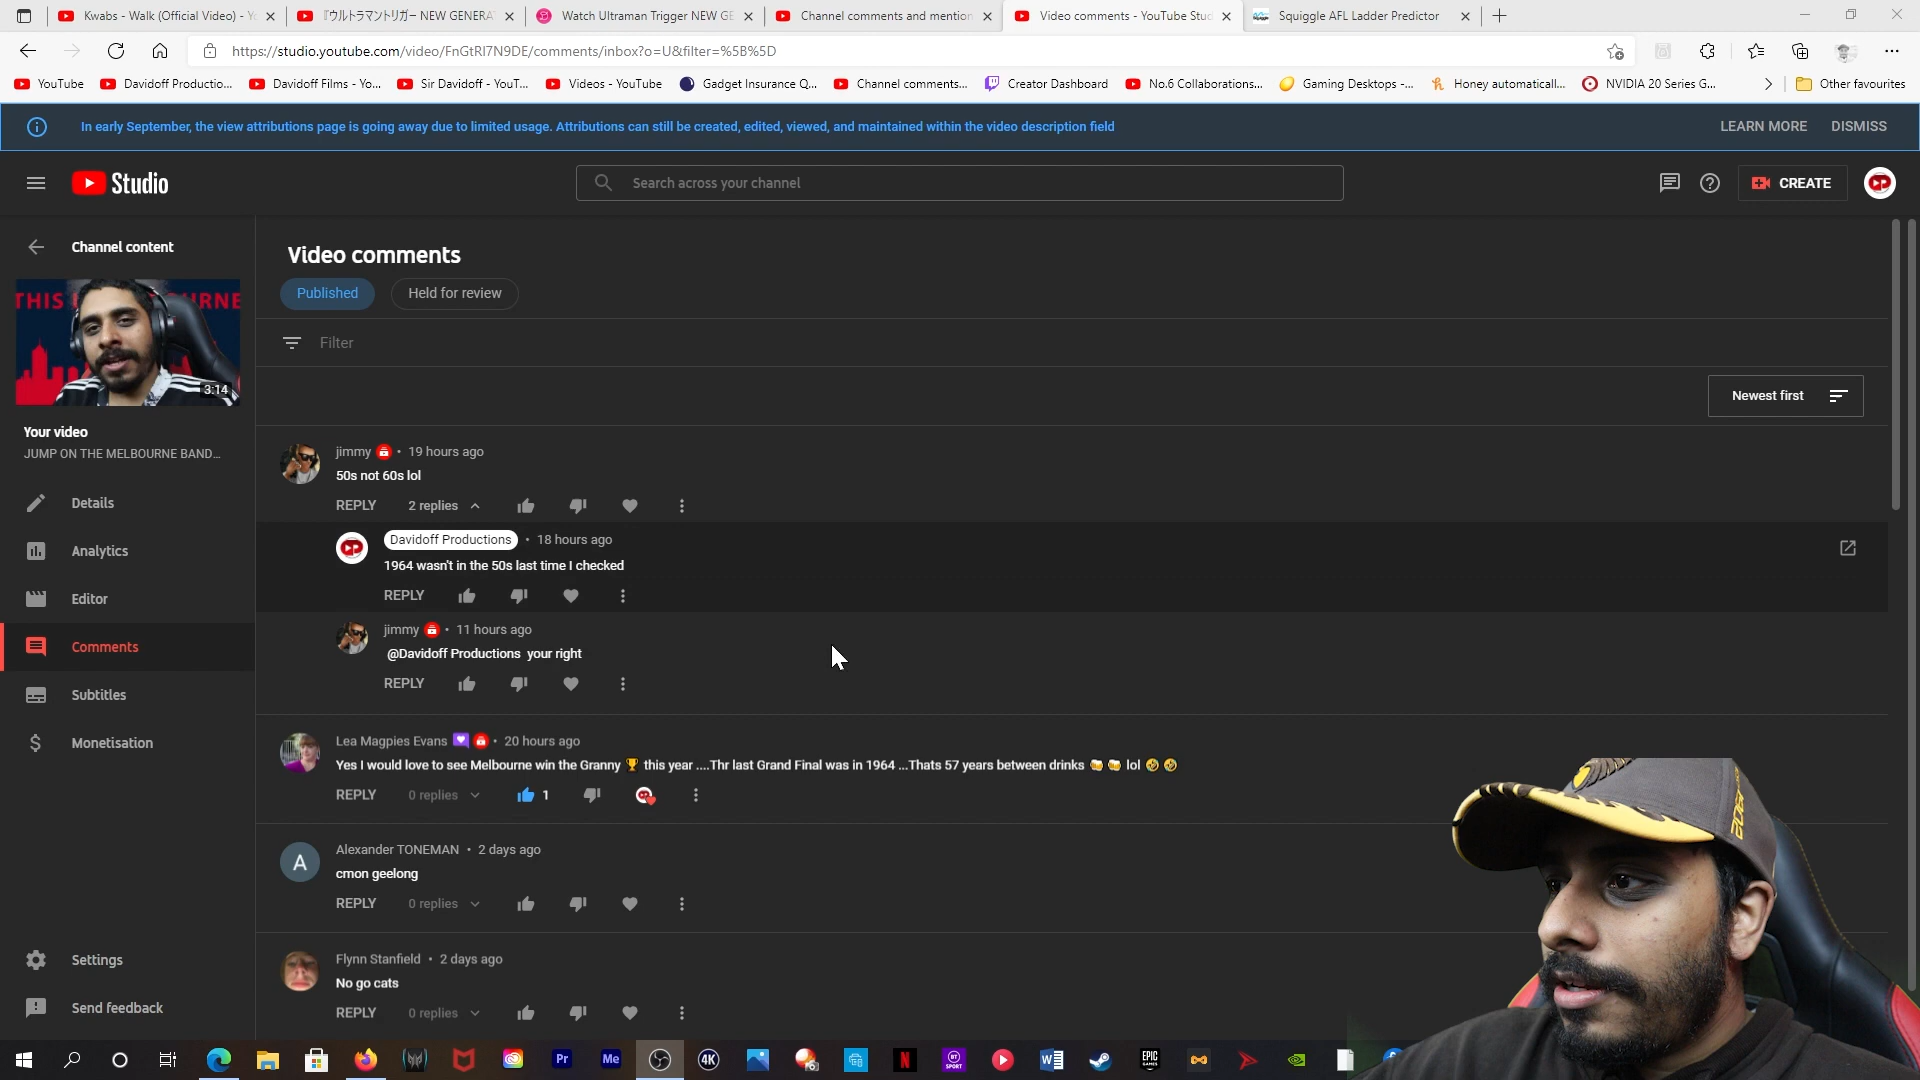 Kwabs - Walk (Official Video) - Y
『ウルトラマントリガー NEW GENERA
Watch Ultraman Trigger NEW GE
Channel comments and mention
Video comments - YouTube Stud
Squiggle AFL Ladder Predictor
https://studio.youtube.com/video/FnGtRI7N9DE/comments/inbox?o=U&filter=%5B%5D
YouTube
Davidoff Productio...
Davidoff Films - Yo...
Sir Davidoff - YouT...
Videos - YouTube
Gadget Insurance Q...
Channel comments...
Creator Dashboard
No.6 Collaborations...
Gaming Desktops -...
Honey automaticall...
NVIDIA 20 Series G...
Other favourites
In early September, the view attributions page is going away due to limited usage. Attributions can still be created, edited, viewed, and maintained within the video description field
LEARN MORE
DISMISS
Studio
Search across your channel
CREATE
Channel content
3:14
Your video
JUMP ON THE MELBOURNE BAND...
Details
Analytics
Editor
Comments
Subtitles
Monetisation
Settings
Send feedback
Video comments
Published
Held for review
Filter
Newest first
jimmy • 19 hours ago
50s not 60s lol
REPLY 2 replies
Davidoff Productions • 18 hours ago
1964 wasn't in the 50s last time I checked
REPLY
jimmy • 11 hours ago
@Davidoff Productions your right
REPLY
Lea Magpies Evans • 20 hours ago
Yes I would love to see Melbourne win the Granny 🏆 this year ....Thr last Grand Final was in 1964 ...Thats 57 years between drinks 🍻 🍻 lol 🤣 🤣
REPLY 0 replies 1
A
Alexander TONEMAN • 2 days ago
cmon geelong
REPLY 0 replies
Flynn Stanfield • 2 days ago
No go cats
REPLY 0 replies
Pr
Me
4K
N
BT SPORT
W
EPIC GAMES